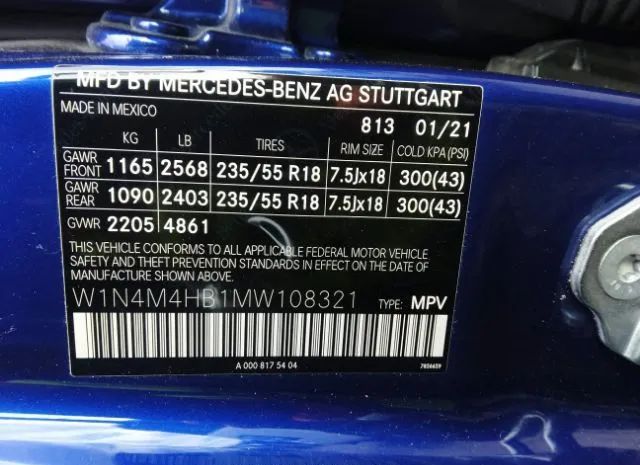 MFD BY MERCEDES-BENZ AG STUTTGART
MADE IN MEXICO 813 01/21
KG LB TIRES RIM SIZE COLD KPA (PSI)
GAWR FRONT 1165 2568 235/55 R18 7.5Jx18 300(43)
GAWR REAR 1090 2403 235/55 R18 7.5Jx18 300(43)
GVWR 2205 4861
THIS VEHICLE CONFORMS TO ALL APPLICABLE FEDERAL MOTOR VEHICLE
SAFETY AND THEFT PREVENTION STANDARDS IN EFFECT ON THE DATE
OF MANUFACTURE SHOWN ABOVE.
W1N4M4HB1MW108321 TYPE: MPV
A 000 817 54 04